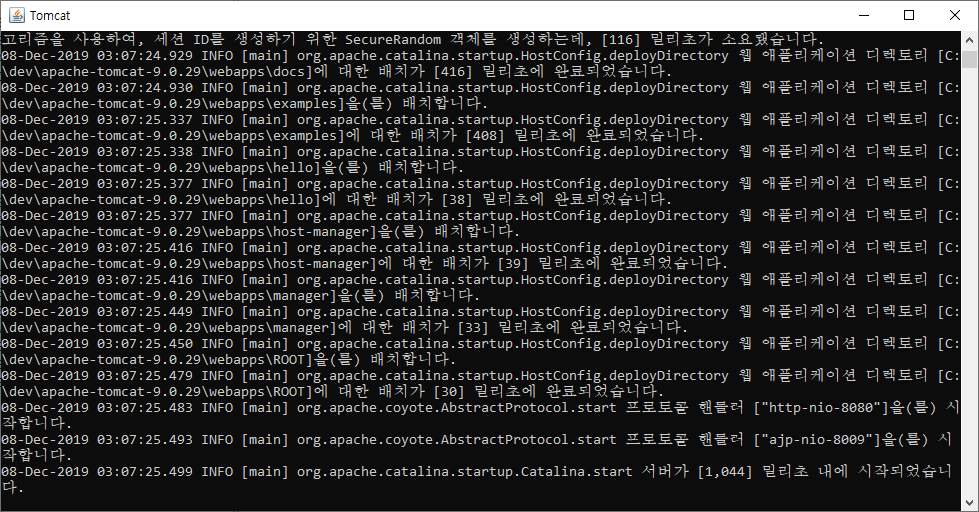 Tomcat
고리즘을 사용하여, 세션 ID를 생성하기 위한 SecureRandom 객체를 생성하는데, [116] 밀리초가 소요됐습니다.
08-Dec-2019 03:07:24.929 INFO [main] org.apache.catalina.startup.HostConfig.deployDirectory 웹 애플리케이션 디렉토리 [C:
\dev\apache-tomcat-9.0.29\webapps\docs]에 대한 배치가 [416] 밀리초에 완료되었습니다.
08-Dec-2019 03:07:24.930 INFO [main] org.apache.catalina.startup.HostConfig.deployDirectory 웹 애플리케이션 디렉토리 [C:
\dev\apache-tomcat-9.0.29\webapps\examples]을(를) 배치합니다.
08-Dec-2019 03:07:25.337 INFO [main] org.apache.catalina.startup.HostConfig.deployDirectory 웹 애플리케이션 디렉토리 [C:
\dev\apache-tomcat-9.0.29\webapps\examples]에 대한 배치가 [408] 밀리초에 완료되었습니다.
08-Dec-2019 03:07:25.338 INFO [main] org.apache.catalina.startup.HostConfig.deployDirectory 웹 애플리케이션 디렉토리 [C:
\dev\apache-tomcat-9.0.29\webapps\hello]을(를) 배치합니다.
08-Dec-2019 03:07:25.377 INFO [main] org.apache.catalina.startup.HostConfig.deployDirectory 웹 애플리케이션 디렉토리 [C:
\dev\apache-tomcat-9.0.29\webapps\hello]에 대한 배치가 [38] 밀리초에 완료되었습니다.
08-Dec-2019 03:07:25.377 INFO [main] org.apache.catalina.startup.HostConfig.deployDirectory 웹 애플리케이션 디렉토리 [C:
\dev\apache-tomcat-9.0.29\webapps\host-manager]을(를) 배치합니다.
08-Dec-2019 03:07:25.416 INFO [main] org.apache.catalina.startup.HostConfig.deployDirectory 웹 애플리케이션 디렉토리 [C:
\dev\apache-tomcat-9.0.29\webapps\host-manager]에 대한 배치가 [39] 밀리초에 완료되었습니다.
08-Dec-2019 03:07:25.416 INFO [main] org.apache.catalina.startup.HostConfig.deployDirectory 웹 애플리케이션 디렉토리 [C:
\dev\apache-tomcat-9.0.29\webapps\manager]을(를) 배치합니다.
08-Dec-2019 03:07:25.449 INFO [main] org.apache.catalina.startup.HostConfig.deployDirectory 웹 애플리케이션 디렉토리 [C:
\dev\apache-tomcat-9.0.29\webapps\manager]에 대한 배치가 [33] 밀리초에 완료되었습니다.
08-Dec-2019 03:07:25.450 INFO [main] org.apache.catalina.startup.HostConfig.deployDirectory 웹 애플리케이션 디렉토리 [C:
\dev\apache-tomcat-9.0.29\webapps\ROOT]을(를) 배치합니다.
08-Dec-2019 03:07:25.479 INFO [main] org.apache.catalina.startup.HostConfig.deployDirectory 웹 애플리케이션 디렉토리 [C:
\dev\apache-tomcat-9.0.29\webapps\ROOT]에 대한 배치가 [30] 밀리초에 완료되었습니다.
08-Dec-2019 03:07:25.483 INFO [main] org.apache.coyote.AbstractProtocol.start 프로토콜 핸들러 ["http-nio-8080"]을(를) 시
작합니다.
08-Dec-2019 03:07:25.493 INFO [main] org.apache.coyote.AbstractProtocol.start 프로토콜 핸들러 ["ajp-nio-8009"]을(를) 시
작합니다.
08-Dec-2019 03:07:25.499 INFO [main] org.apache.catalina.startup.Catalina.start 서버가 [1,044] 밀리초 내에 시작되었습니
다.